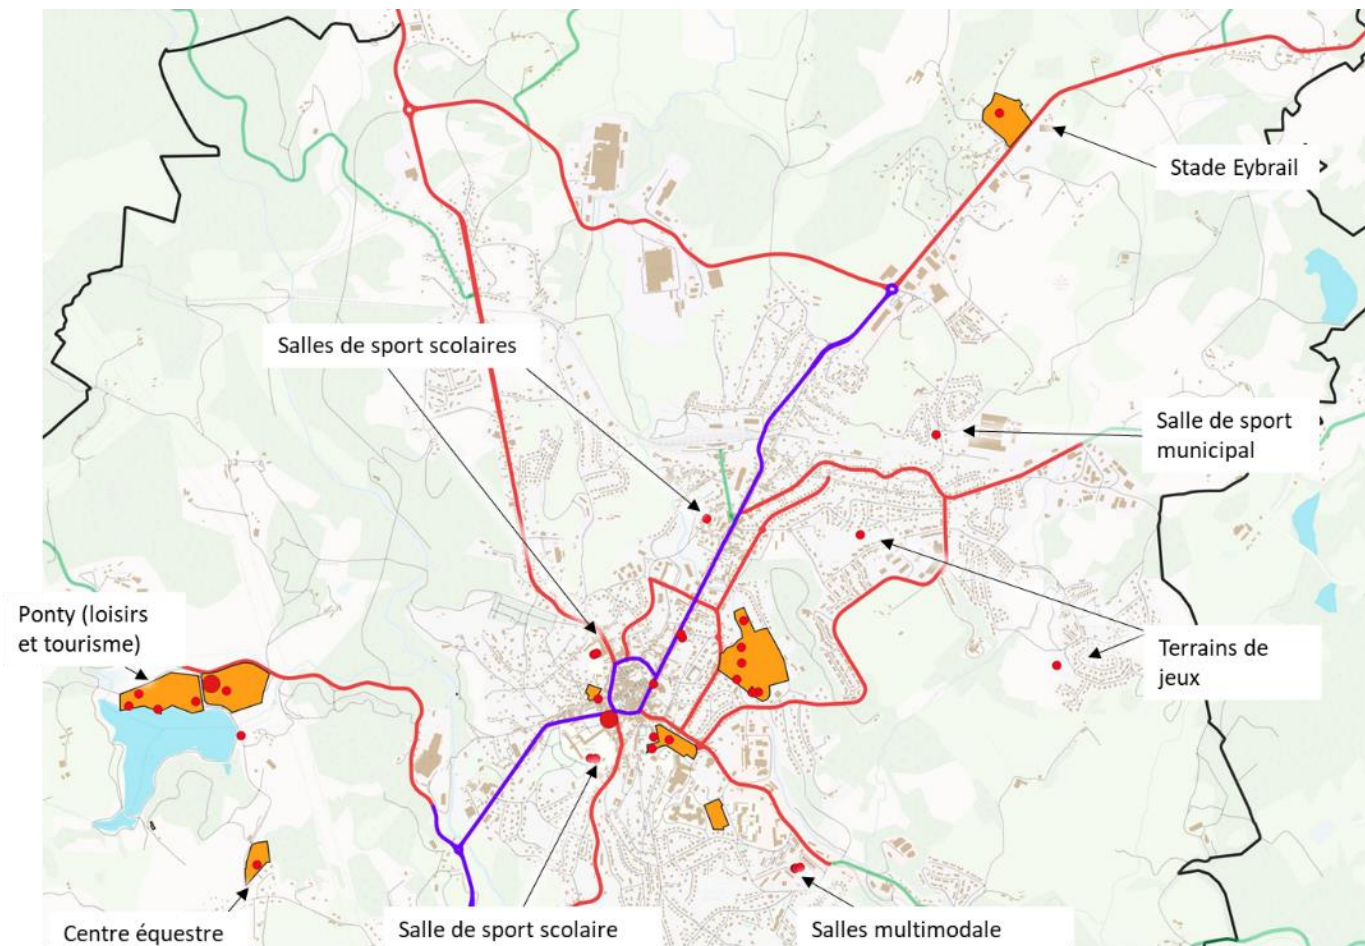 Stade Eybrail
Salles de sport scolaires
Salle de sport
municipal
Ponty (loisirs
et tourisme)
Terrains de
jeux
Centre équestre
Salle de sport scolaire
Salles multimodale